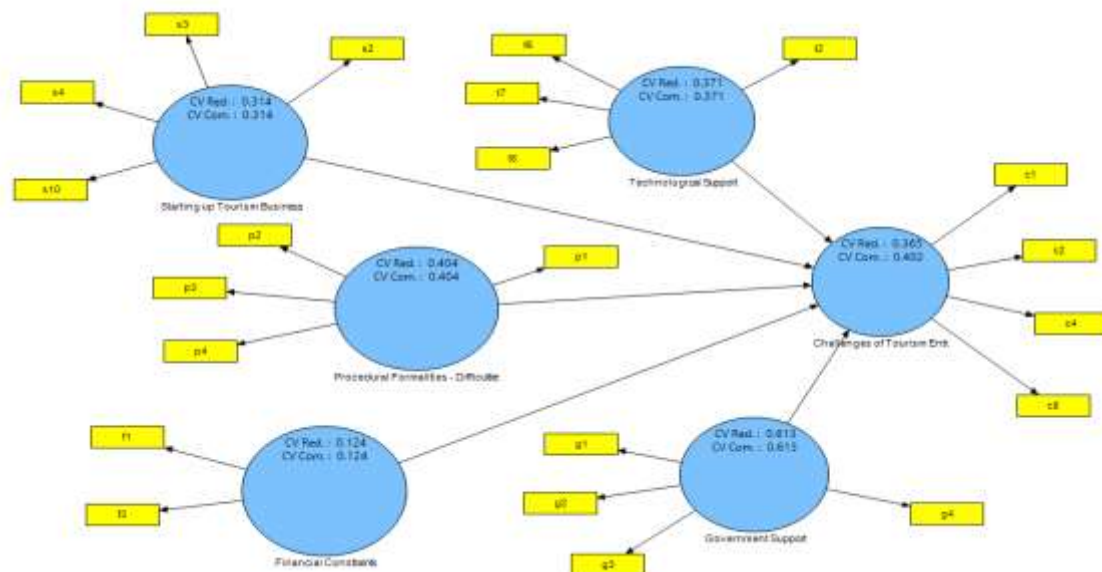 s3
s2
s4
s10
CV Red. : 0.314
CV Com. : 0.314
Starting up Tourism Business
t2
t7
CV Red. : 0.371
CV Com. : 0.371
Technological Support
p2
p1
p3
p4
CV Red. : 0.404
CV Com. : 0.404
Procedural Formalities - Difficultie
c1
c2
c4
c8
CV Red. : 0.365
CV Com. : 0.402
Challenges of Tourism Entr.
f1
CV Red. : 0.124
CV Com. : 0.124
Financial Constraints
g1
g2
g3
g4
CV Red. : 0.613
CV Com. :
Government Support